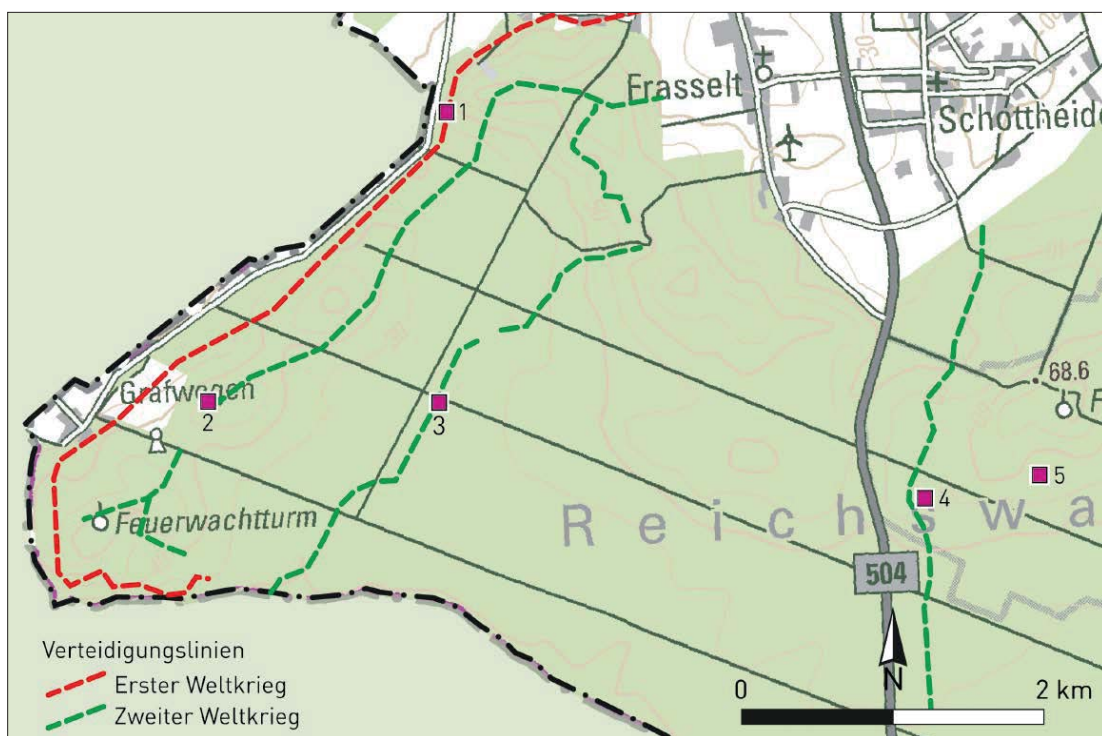 Frasselt
30
Schottheide
1
68.6
F
Grafwegen
2
3
4
5
Feuerwachtturm
Reichswa
504
N
Verteidigungslinien
Erster Weltkrieg
Zweiter Weltkrieg
0
2 km